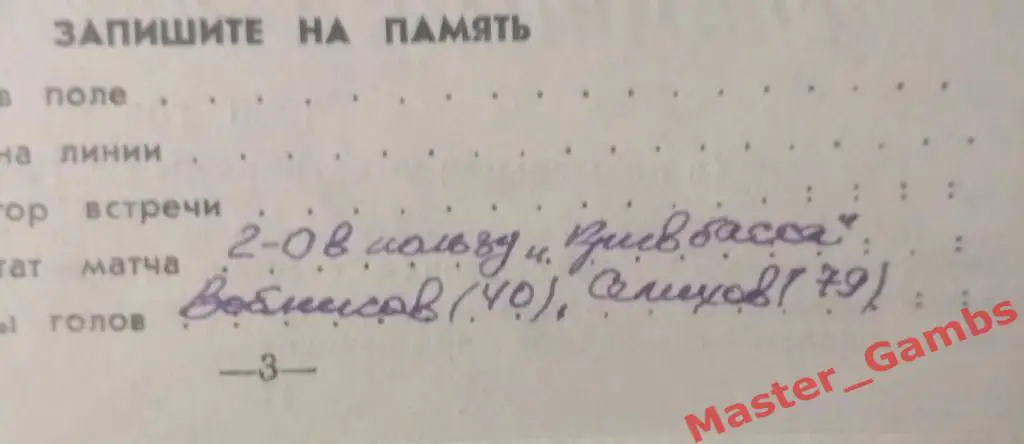 ЗАПИШИТЕ НА ПАМЯТЬ
в поле . . . . . . . . . . . . . . . . . .
на линии . . . . . . . . . . . . . . . . .
тор встречи . . . . . . . . . . . : : : :
тат матча 2-0 в пользу "Кривбасса" . . :
ы голов (40), Селихов (79) : :
—3—
Master_Gambs